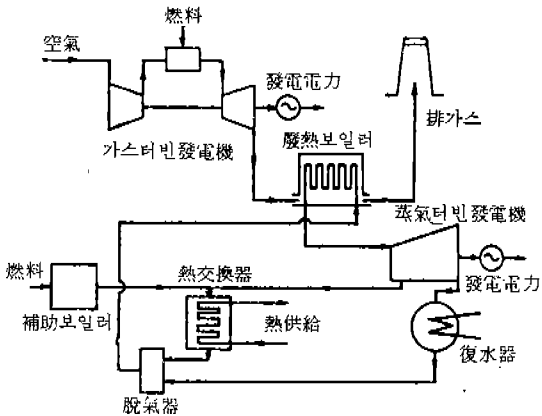 燃料
空氣
發電電力
가스터빈發電機
廢熱보일러
排가스
蒸氣터빈發電機
燃料
熱交換器
發電電力
補助보일러
熱供給
復水器
脫氣器